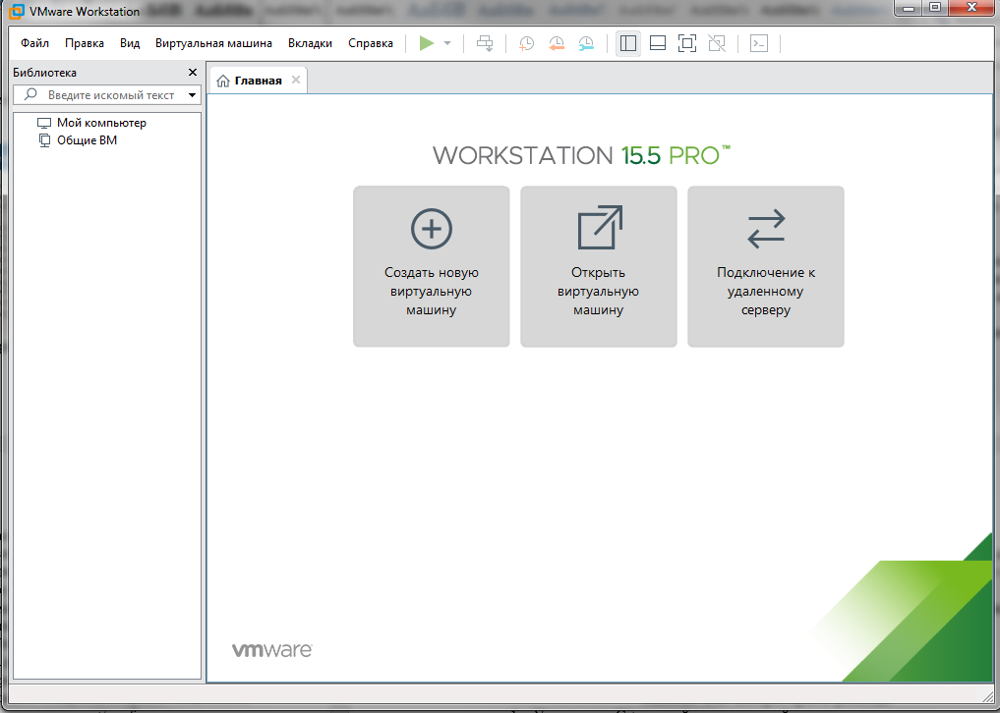 VMware Workstation
Файл Правка Вид Виртуальная машина Вкладки Справка
Библиотека
Введите искомый текст
Мой компьютер
Общие ВМ
Главная
WORKSTATION 15.5 PRO™
Создать новую
виртуальную
машину
Открыть
виртуальную
машину
Подключение к
удаленному
серверу
vmware